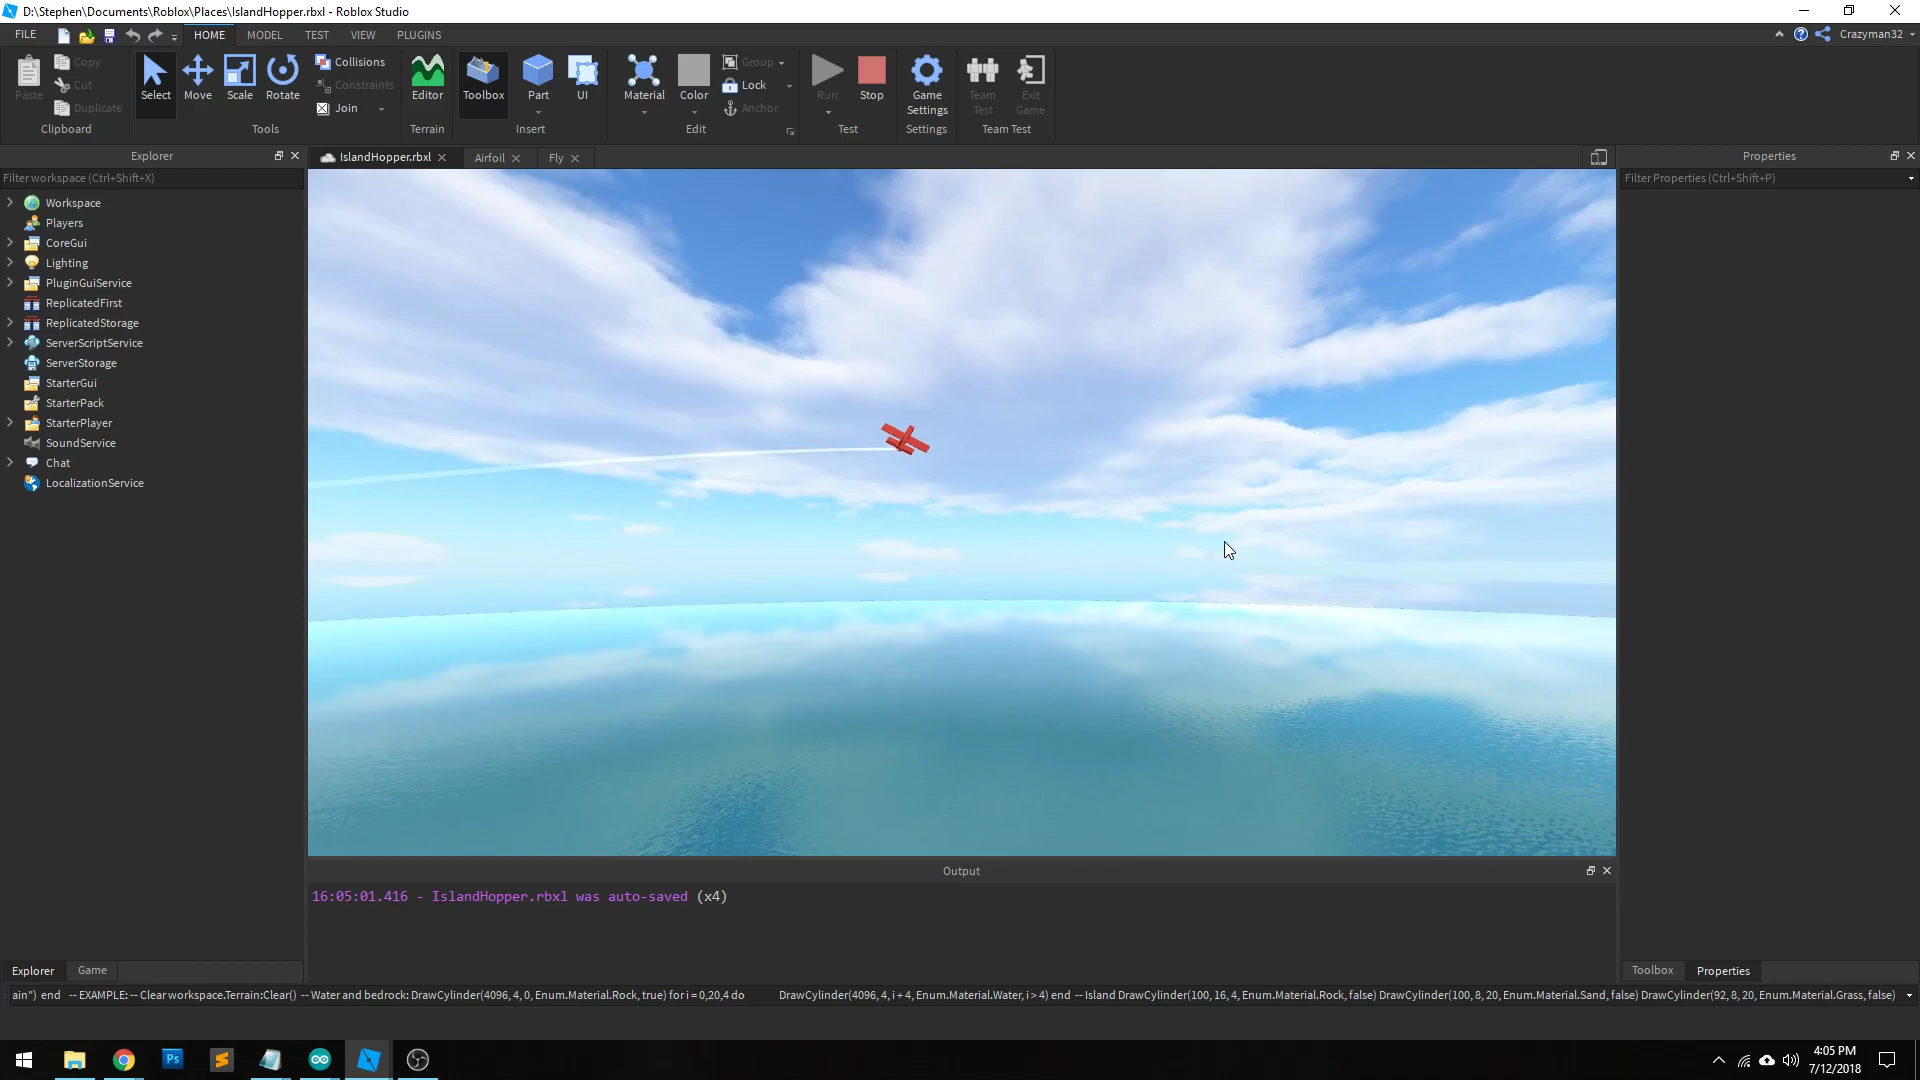 D:\Stephen\Documents\Roblox\Places\IslandHopper.rbxl - Roblox Studio
FILE
HOME MODEL TEST VIEW PLUGINS
Crazyman32
Paste
Copy
Cut
Duplicate
Clipboard
Select Move Scale Rotate
Collisions
Constraints
Join
Tools
Editor
Terrain
Toolbox Part UI
Insert
Material Color
Group
Lock
Anchor
Edit
Run Stop
Test
Game Settings
Settings
Team Test
Exit Game
Team Test
Explorer
Filter workspace (Ctrl+Shift+X)
Workspace
Players
CoreGui
Lighting
PluginGuiService
ReplicatedFirst
ReplicatedStorage
ServerScriptService
ServerStorage
StarterGui
StarterPack
StarterPlayer
SoundService
Chat
LocalizationService
Explorer Game
IslandHopper.rbxl Airfoil Fly
Properties
Filter Properties (Ctrl+Shift+P)
Output
16:05:01.416 - IslandHopper.rbxl was auto-saved (x4)
Toolbox Properties
ain") end -- EXAMPLE: -- Clear workspace.Terrain:Clear() -- Water and bedrock: DrawCylinder(4096, 4, 0, Enum.Material.Rock, true) for i = 0,20,4 do DrawCylinder(4096, 4, i + 4, Enum.Material.Water, i > 4) end -- Island DrawCylinder(100, 16, 4, Enum.Material.Rock, false) DrawCylinder(100, 8, 20, Enum.Material.Sand, false) DrawCylinder(92, 8, 20, Enum.Material.Grass, false)
Ps
4:05 PM
7/12/2018